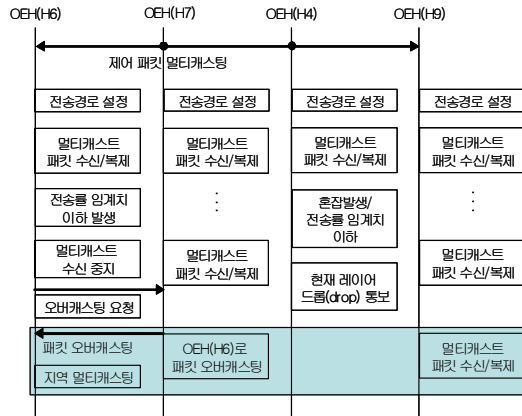 OEH(H6) OEH(H7) OEH(H4) OEH(H9)
제어 패킷 멀티캐스팅
전송경로 설정 전송경로 설정 전송경로 설정 전송경로 설정
멀티캐스트
패킷 수신/복제
멀티캐스트
패킷 수신/복제
멀티캐스트
패킷 수신/복제
멀티캐스트
패킷 수신/복제
전송률 임계치
이하 발생
혼잡발생/
전송률 임계치
이하
멀티캐스트
수신 중지
멀티캐스트
패킷 수신/복제
현재 레이어
드롭(drop) 통보
멀티캐스트
패킷 수신/복제
오버캐스팅 요청
패킷 오버캐스팅
OEH(H6)로
패킷 오버캐스팅
멀티캐스트
패킷 수신/복제
지역 멀티캐스팅